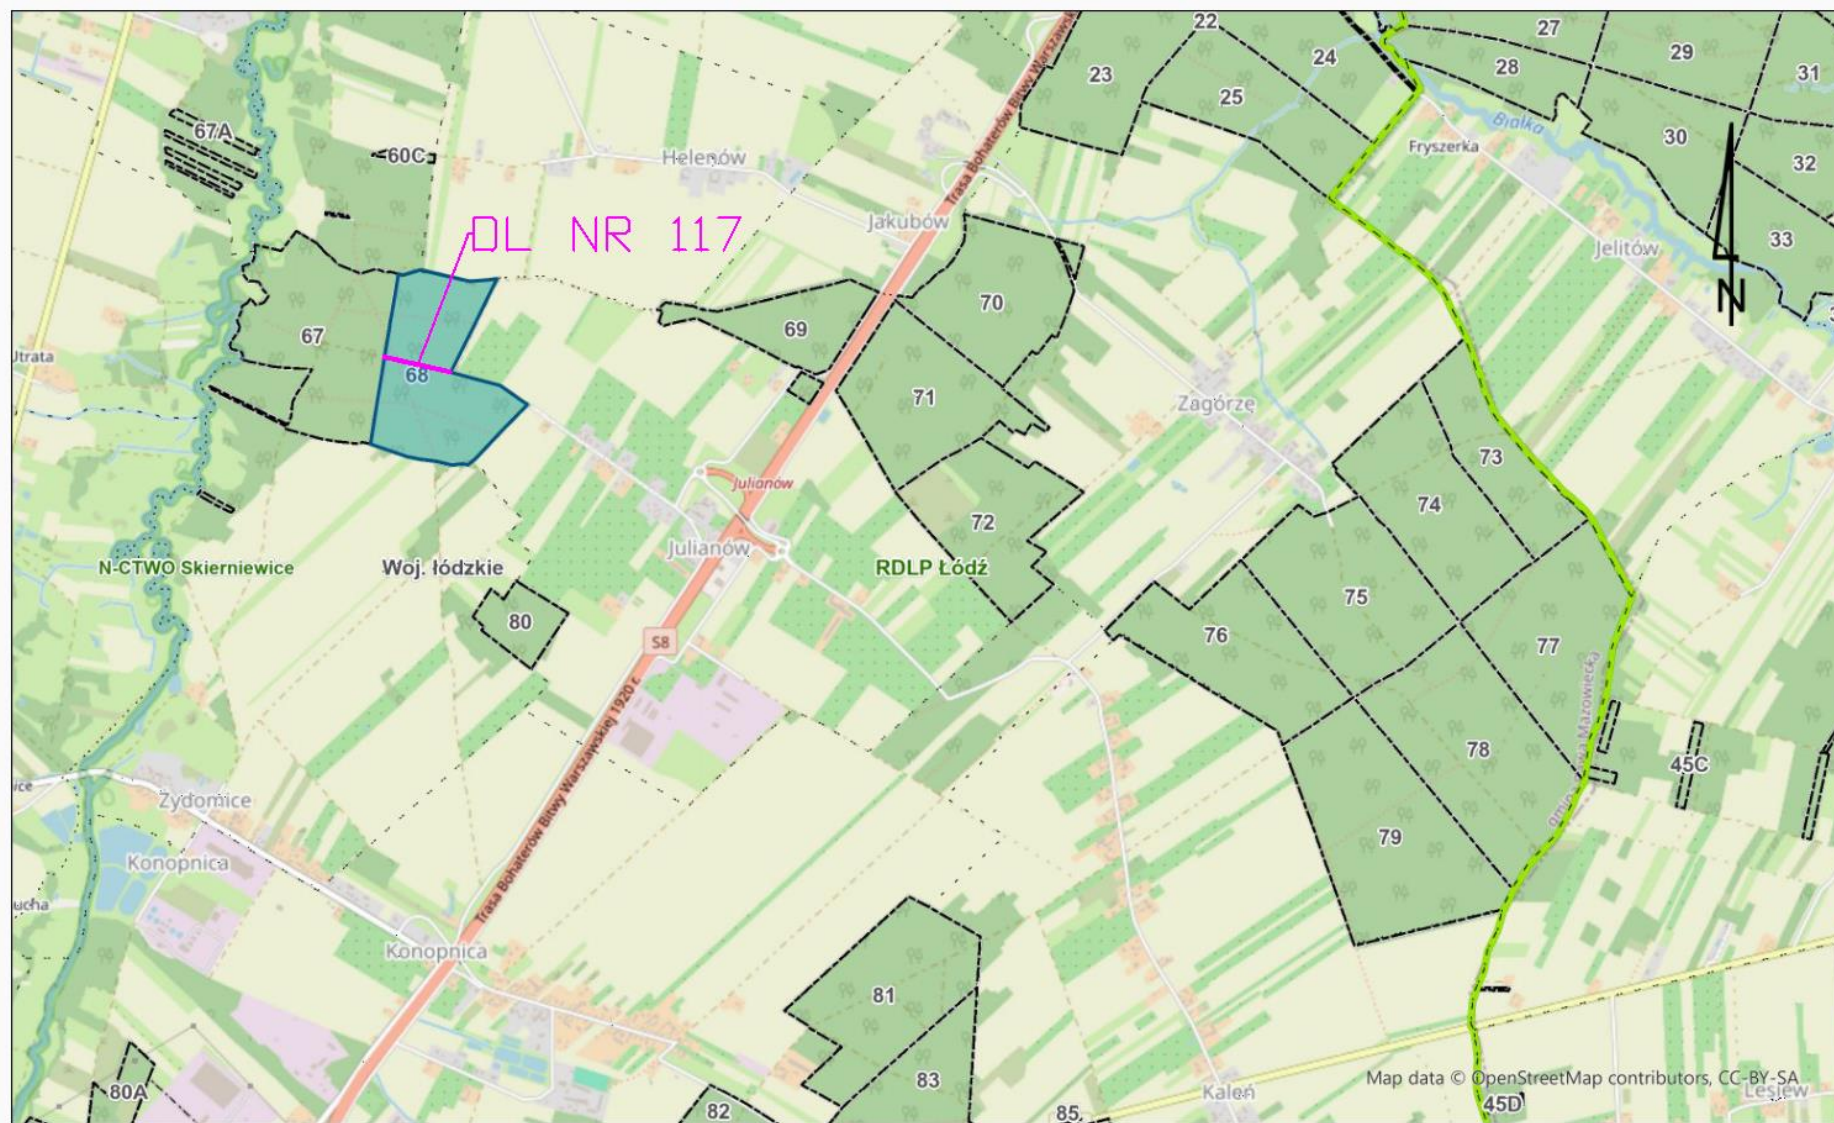 22
27
29
24
31
23
28
25
67A
Białka
30
60C
Helenów
Fryszerka
32
Trasa Bohaterów Bitwy Warszawsk
DL NR 117
Jakubów
33
Jelitów
N
70
69
67
Utrata
68
71
Zagórze
73
Julianów
74
72
Julianów
N-CTWO Skierniewice
Woj. łódzkie
RDLP Łódź
75
80
76
S8
77
78
45C
Żydomice
Trasa Bohaterów Bitwy Warszawskiej 1920 r.
79
Konopnica
ucha
Konopnica
81
83
Map data © OpenStreetMap contributors, CC-BY-SA
80A
Kaleń
Lesiew
82
85
45D